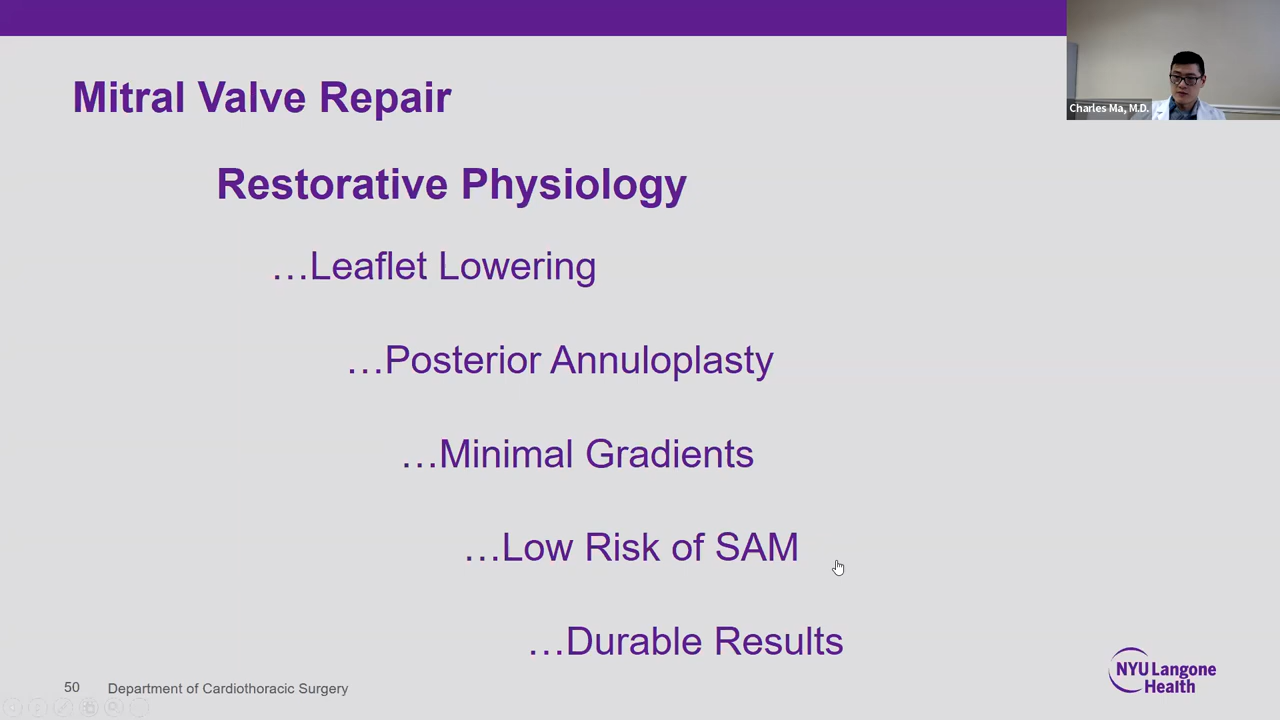 Charles Ma, M.D.
Mitral Valve Repair
Restorative Physiology
…Leaflet Lowering
…Posterior Annuloplasty
…Minimal Gradients
…Low Risk of SAM
…Durable Results
50 Department of Cardiothoracic Surgery
NYU Langone
Health